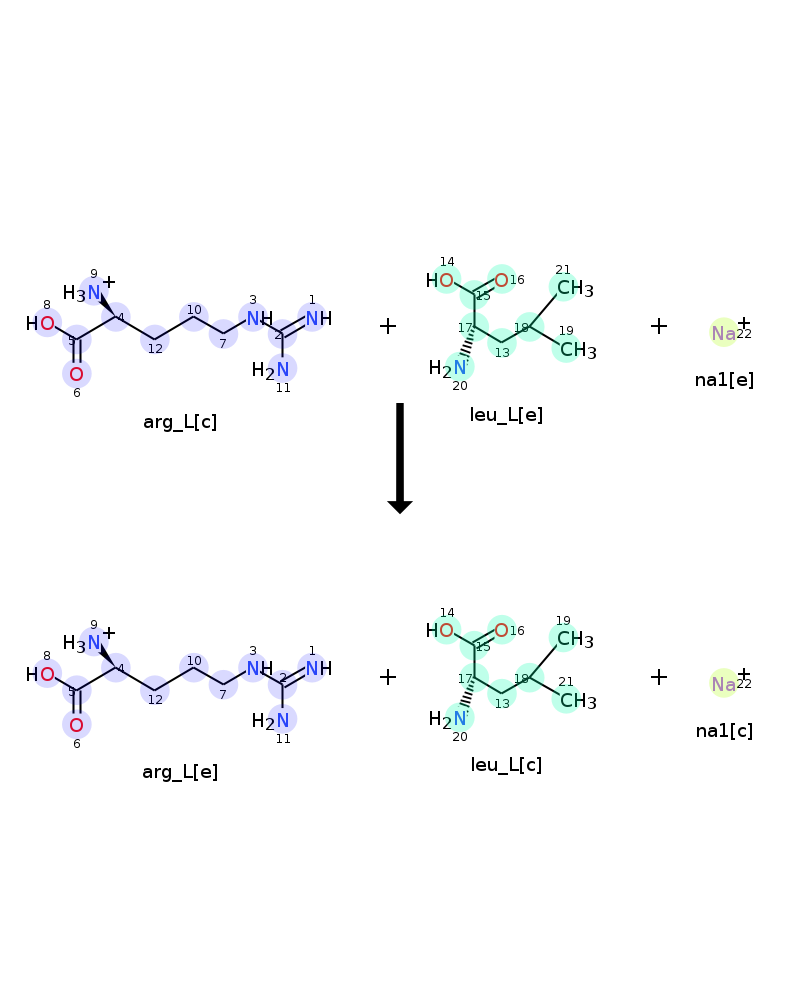 9
H3N+
8
HO
5
4
6
O
12
10
7
3
NH
2
1
NH
H2N
11
arg_L[c]
+
14
HO
O 16
15
17
H2N
20
13
18
21
CH3
19
CH3
leu_L[e]
+
Na+ 22
na1[e]
9
H3N+
8
HO
5
4
6
O
12
10
7
3
NH
2
1
NH
H2N
11
arg_L[e]
+
14
HO
O 16
15
17
H2N
20
13
18
19
CH3
21
CH3
leu_L[c]
+
Na+ 22
na1[c]